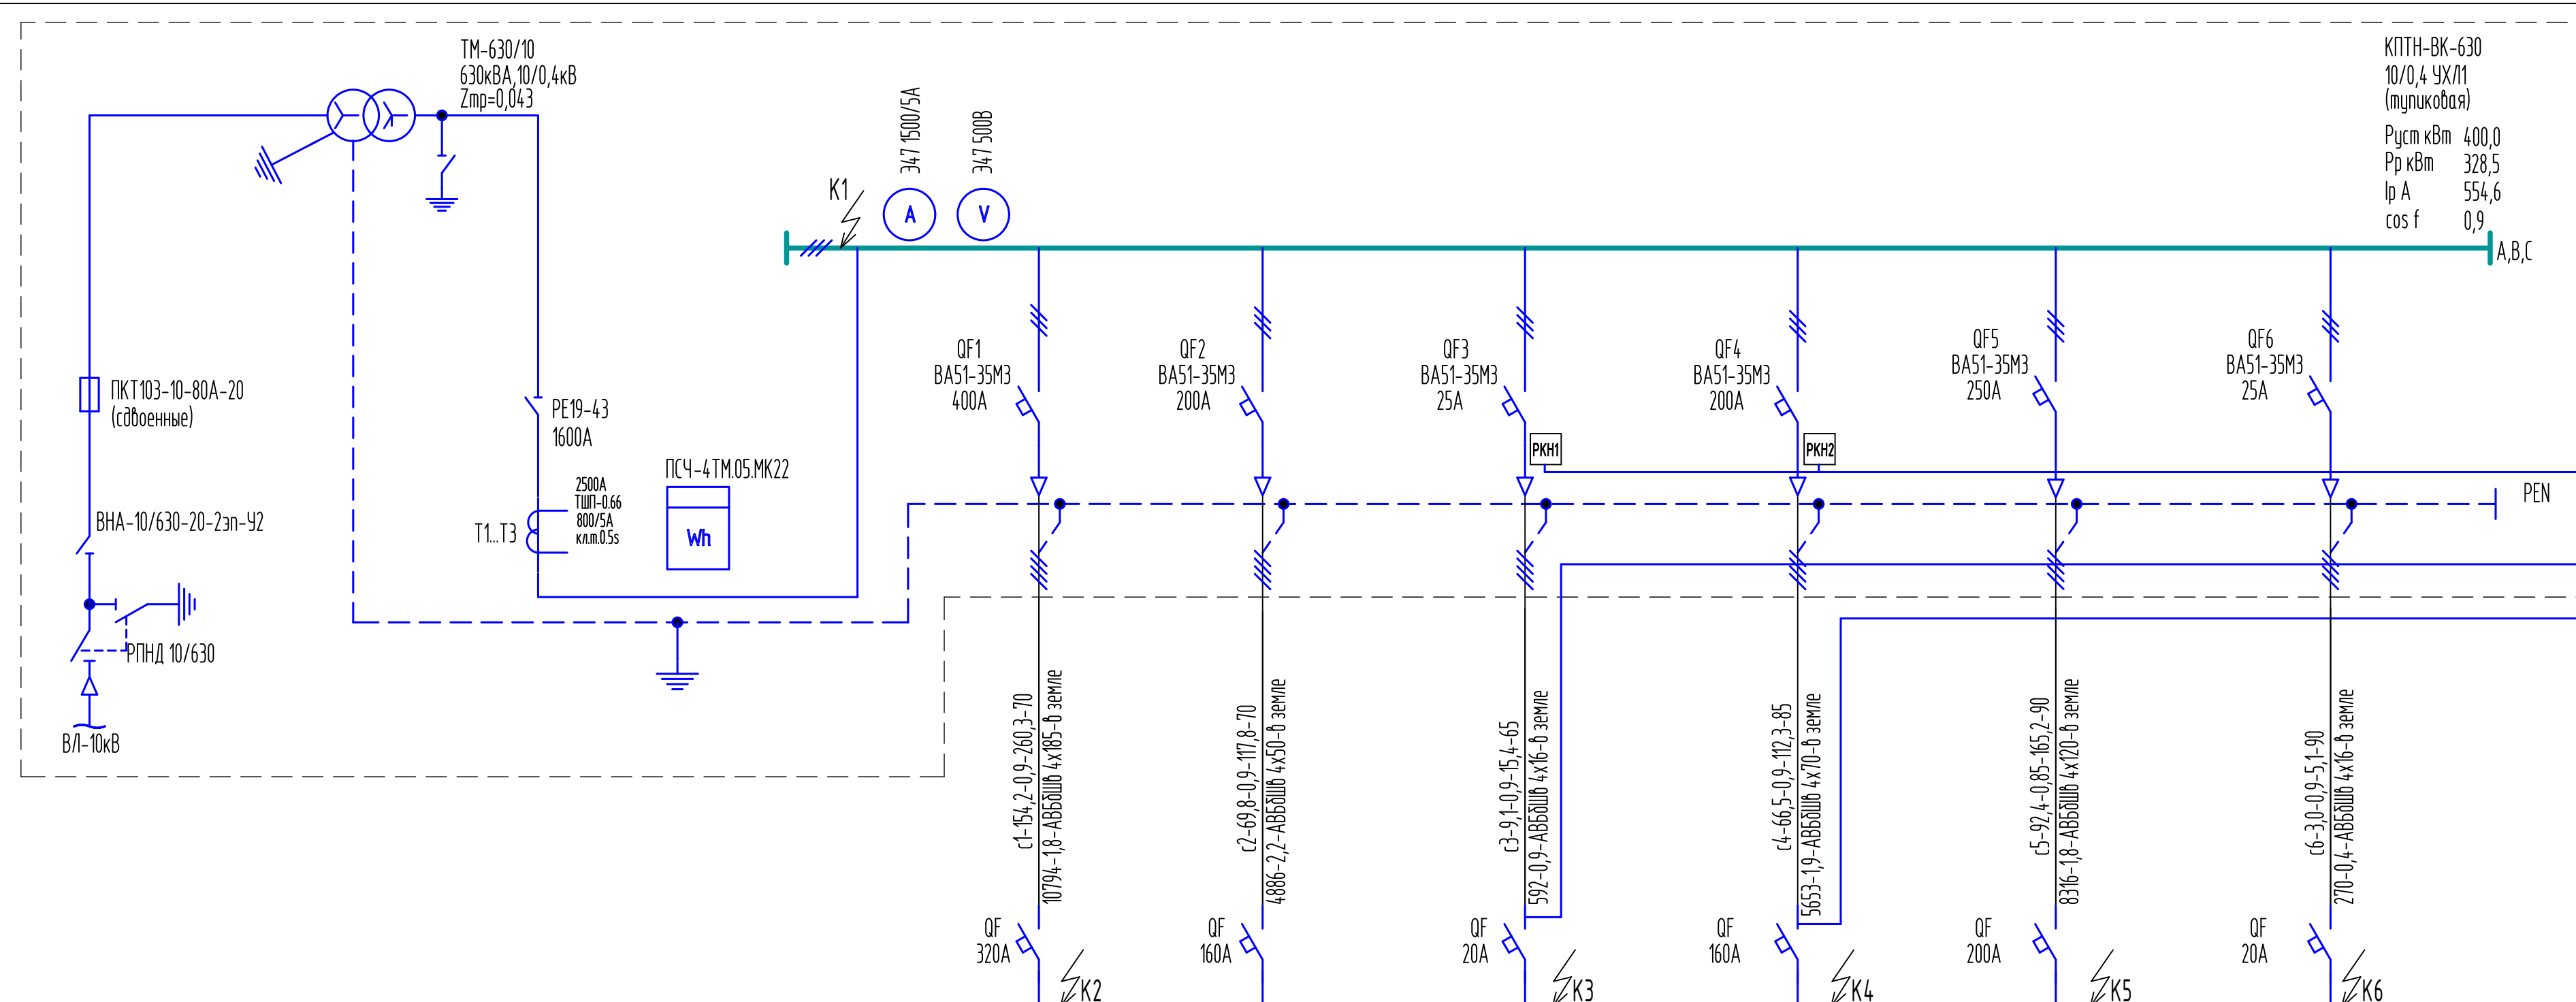 ТМ-630/10
630кВА,10/0,4кВ
Zтр=0,043
КПТН-ВК-630
10/0,4 УХЛ1
(тупиковая)
Руст кВт 400,0
Рр кВт 328,5
Iр А 554,6
cos f 0,9
Э47 1500/5А
Э47 500В
К1
A
V
А,В,С
QF1
ВА51-35М3
400А
QF2
ВА51-35М3
200А
QF3
ВА51-35М3
25А
QF4
ВА51-35М3
200А
QF5
ВА51-35М3
250А
QF6
ВА51-35М3
25А
ПКТ103-10-80А-20
(сдвоенные)
РЕ19-43
1600А
РКН1
РКН2
ПСЧ-4ТМ.05.МК22
Wh
2500А
ТШП-0.66
800/5А
кл.т.0.5s
Т1...Т3
PEN
ВНА-10/630-20-2зп-У2
РПНД 10/630
ВЛ-10кВ
с1-154,2-0,9-260,3-70
10794-1,8-АВБбШв 4х185-в земле
с2-69,8-0,9-117,8-70
4886-2,2-АВБбШв 4х50-в земле
с3-9,1-0,9-15,4-65
592-0,9-АВБбШв 4х16-в земле
с4-66,5-0,9-112,3-85
5653-1,9-АВБбШв 4х70-в земле
с5-92,4-0,85-165,2-90
8316-1,8-АВБбШв 4х120-в земле
с6-3,0-0,9-5,1-90
270-0,4-АВБбШв 4х16-в земле
QF
320А
QF
160А
QF
20А
QF
160А
QF
200А
QF
20А
К2
К3
К4
К5
К6